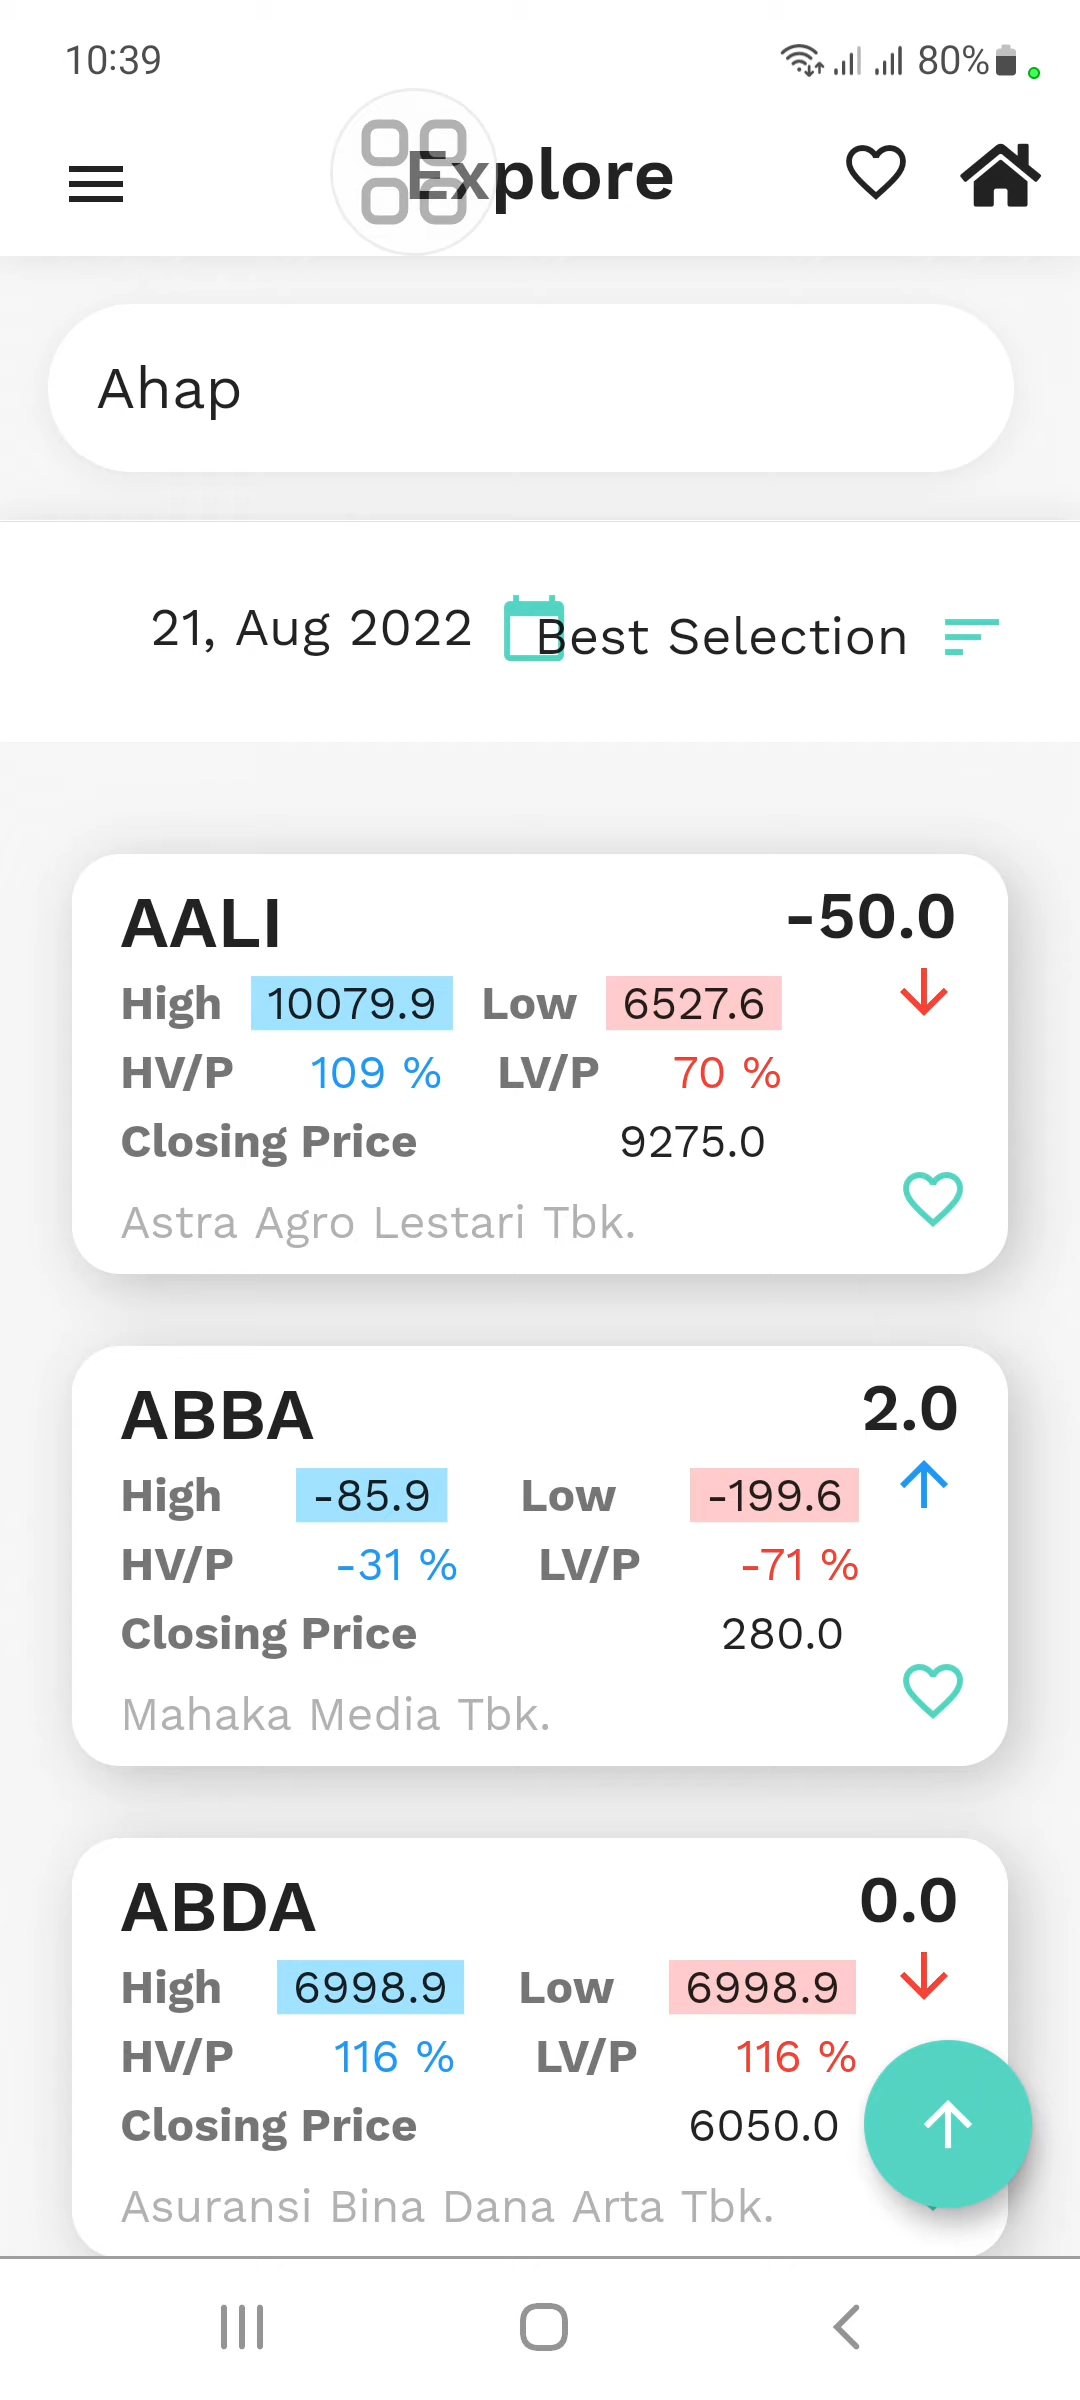 10:39
80%
Explore
Ahap
21, Aug 2022
Best Selection
AALI
-50.0
High 10079.9 Low 6527.6
HV/P 109 % LV/P 70 %
Closing Price 9275.0
Astra Agro Lestari Tbk.
ABBA
2.0
High -85.9 Low -199.6
HV/P -31 % LV/P -71 %
Closing Price 280.0
Mahaka Media Tbk.
ABDA
0.0
High 6998.9 Low 6998.9
HV/P 116 % LV/P 116 %
Closing Price 6050.0
Asuransi Bina Dana Arta Tbk.